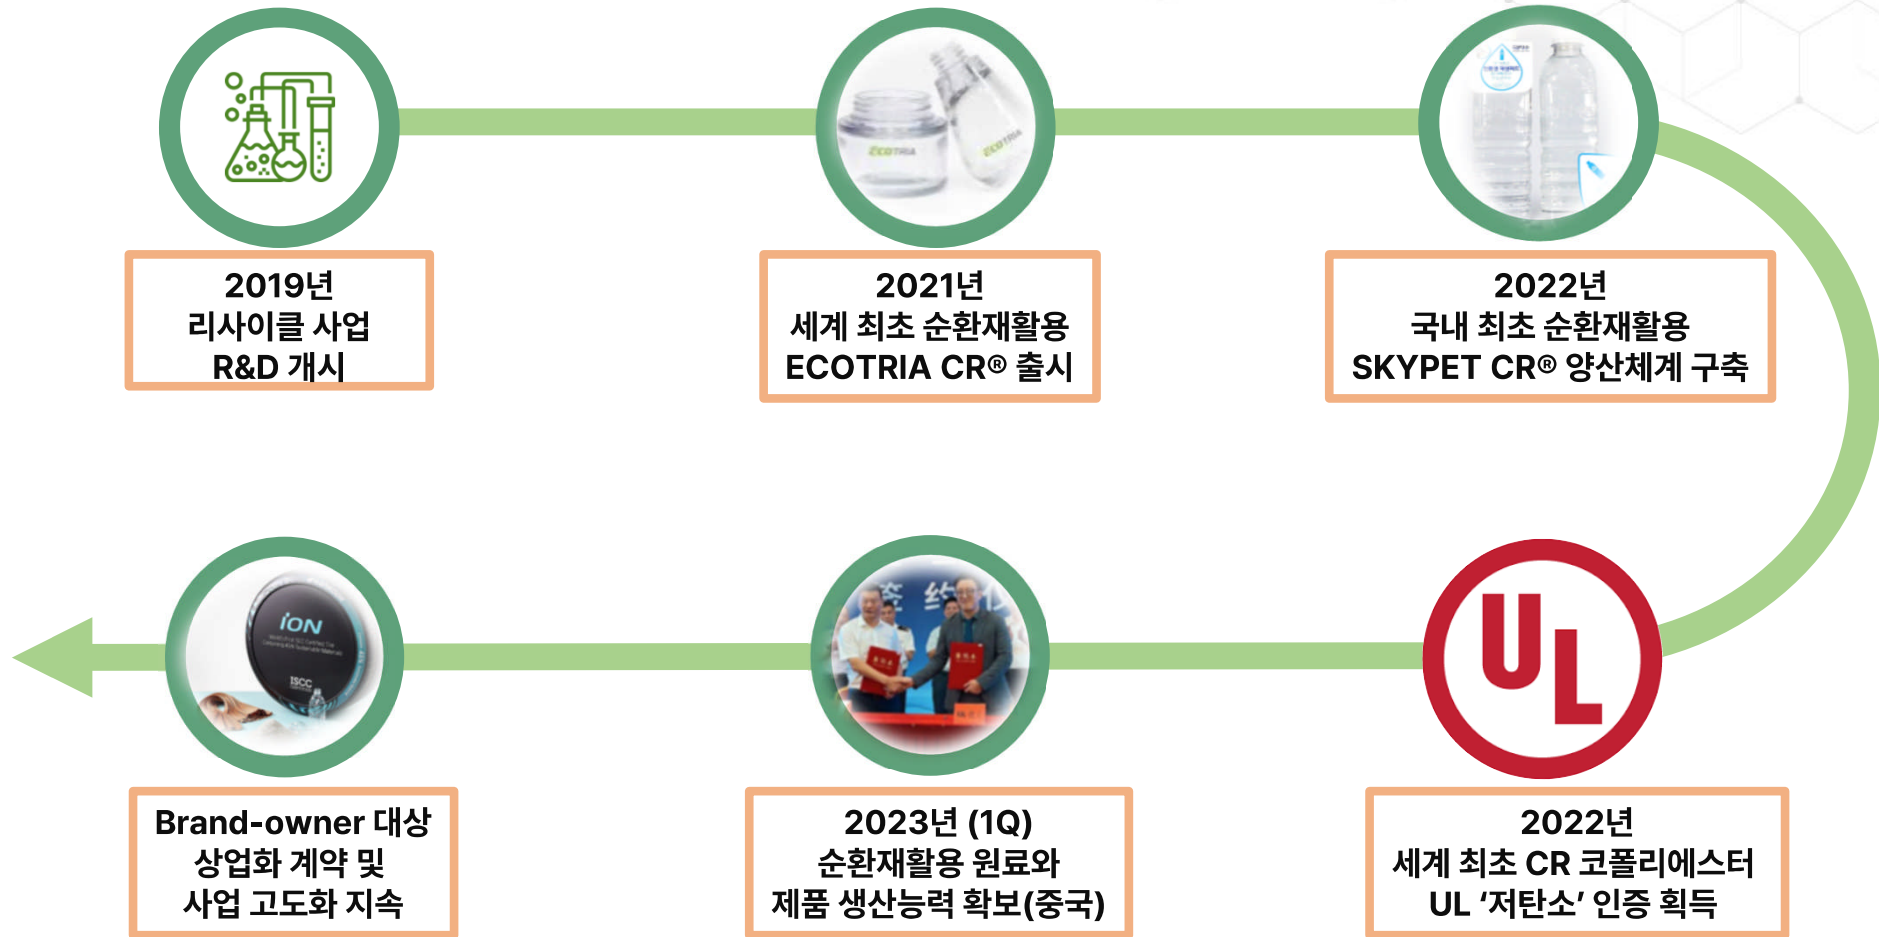 ECOTRIA
ECOTRIA
2019년
리사이클 사업
R&D 개시
2021년
세계 최초 순환재활용
ECOTRIA CR® 출시
2022년
국내 최초 순환재활용
SKYPET CR® 양산체계 구축
UL
2022년
세계 최초 CR 코폴리에스터
UL ‘저탄소’ 인증 획득
签约仪
2023년 (1Q)
순환재활용 원료와
제품 생산능력 확보(중국)
iON
ISCC
Brand-owner 대상
상업화 계약 및
사업 고도화 지속